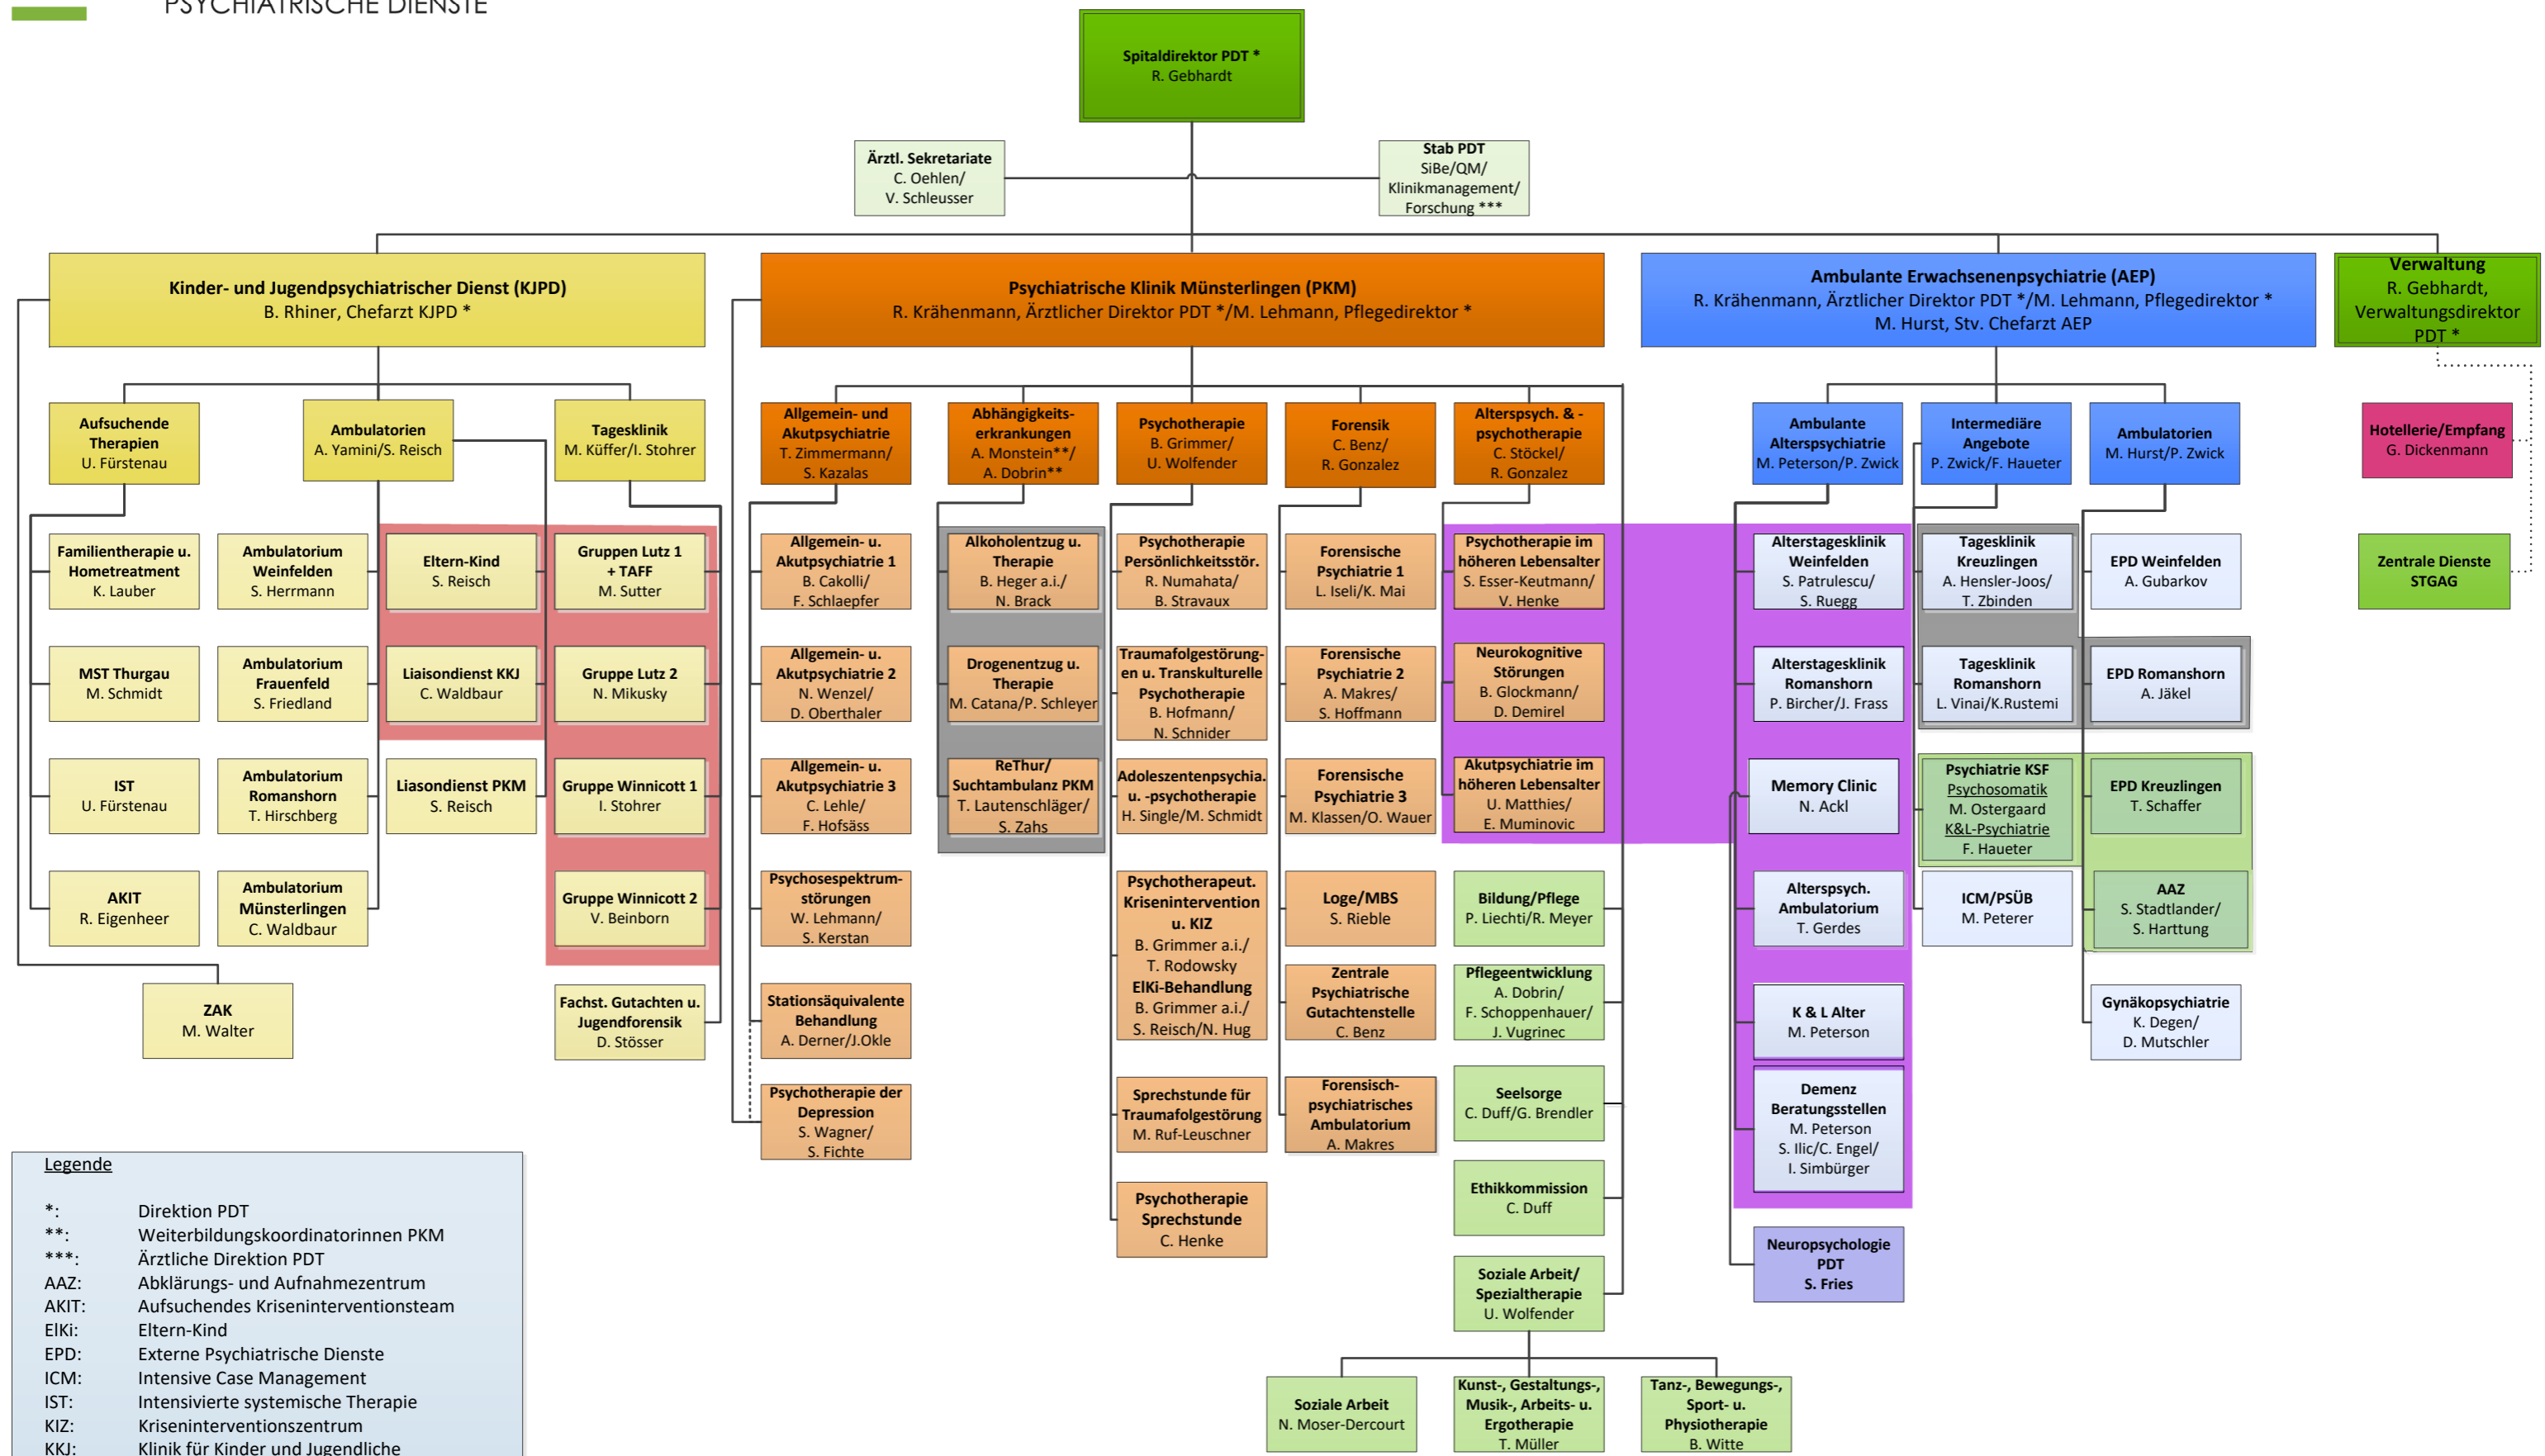 PSYCHIATRISCHE DIENSTE
Spitaldirektor PDT *
R. Gebhardt
Ärztl. Sekretariate
C. Oehlen/
V. Schleusser
Stab PDT
SiBe/QM/
Klinikmanagement/
Forschung ***
Kinder- und Jugendpsychiatrischer Dienst (KJPD)
B. Rhiner, Chefarzt KJPD *
Psychiatrische Klinik Münsterlingen (PKM)
R. Krähenmann, Ärztlicher Direktor PDT */M. Lehmann, Pflegedirektor *
Ambulante Erwachsenenpsychiatrie (AEP)
R. Krähenmann, Ärztlicher Direktor PDT */M. Lehmann, Pflegedirektor *
M. Hurst, Stv. Chefarzt AEP
Verwaltung
R. Gebhardt,
Verwaltungsdirektor
PDT *
Aufsuchende
Therapien
U. Fürstenau
Ambulatorien
A. Yamini/S. Reisch
Tagesklinik
M. Küffer/I. Stohrer
Allgemein- und
Akutpsychiatrie
T. Zimmermann/
S. Kazalas
Abhängigkeits-
erkrankungen
A. Monstein**/
A. Dobrin**
Psychotherapie
B. Grimmer/
U. Wolfender
Forensik
C. Benz/
R. Gonzalez
Alterspsych. & -
psychotherapie
C. Stöckel/
R. Gonzalez
Ambulante
Alterspsychiatrie
M. Peterson/P. Zwick
Intermediäre
Angebote
P. Zwick/F. Haueter
Ambulatorien
M. Hurst/P. Zwick
Hotellerie/Empfang
G. Dickenmann
Familientherapie u.
Hometreatment
K. Lauber
Ambulatorium
Weinfelden
S. Herrmann
Eltern-Kind
S. Reisch
Gruppen Lutz 1
+ TAFF
M. Sutter
Allgemein- u.
Akutpsychiatrie 1
B. Cakolli/
F. Schlaepfer
Alkoholentzug u.
Therapie
B. Heger a.i./
N. Brack
Psychotherapie
Persönlichkeitsstör.
R. Numahata/
B. Stravaux
Forensische
Psychiatrie 1
L. Iseli/K. Mai
Psychotherapie im
höheren Lebensalter
S. Esser-Keutmann/
V. Henke
Alterstagesklinik
Weinfelden
S. Patrulescu/
S. Ruegg
Tagesklinik
Kreuzlingen
A. Hensler-Joos/
T. Zbinden
EPD Weinfelden
A. Gubarkov
Zentrale Dienste
STGAG
MST Thurgau
M. Schmidt
Ambulatorium
Frauenfeld
S. Friedland
Liaisondienst KKJ
C. Waldbaur
Gruppe Lutz 2
N. Mikusky
Allgemein- u.
Akutpsychiatrie 2
N. Wenzel/
D. Oberthaler
Drogenentzug u.
Therapie
M. Catana/P. Schleyer
Traumafolgestörung-
en u. Transkulturelle
Psychotherapie
B. Hofmann/
N. Schnider
Forensische
Psychiatrie 2
A. Makres/
S. Hoffmann
Neurokognitive
Störungen
B. Glockmann/
D. Demirel
Alterstagesklinik
Romanshorn
P. Bircher/J. Frass
Tagesklinik
Romanshorn
L. Vinai/K.Rustemi
EPD Romanshorn
A. Jäkel
IST
U. Fürstenau
Ambulatorium
Romanshorn
T. Hirschberg
Liasondienst PKM
S. Reisch
Gruppe Winnicott 1
I. Stohrer
Allgemein- u.
Akutpsychiatrie 3
C. Lehle/
F. Hofsäss
ReThur/
Suchtambulanz PKM
T. Lautenschläger/
S. Zahs
Adoleszentenpsychia.
u. -psychotherapie
H. Single/M. Schmidt
Forensische
Psychiatrie 3
M. Klassen/O. Wauer
Akutpsychiatrie im
höheren Lebensalter
U. Matthies/
E. Muminovic
Memory Clinic
N. Ackl
Psychiatrie KSF
Psychosomatik
M. Ostergaard
K&L-Psychiatrie
F. Haueter
EPD Kreuzlingen
T. Schaffer
AKIT
R. Eigenheer
Ambulatorium
Münsterlingen
C. Waldbaur
Gruppe Winnicott 2
V. Beinborn
Psychosespektrum-
störungen
W. Lehmann/
S. Kerstan
Psychotherapeut.
Krisenintervention
u. KIZ
B. Grimmer a.i./
T. Rodowsky
ElKi-Behandlung
B. Grimmer a.i./
S. Reisch/N. Hug
Loge/MBS
S. Rieble
Bildung/Pflege
P. Liechti/R. Meyer
Alterspsych.
Ambulatorium
T. Gerdes
ICM/PSÜB
M. Peterer
AAZ
S. Stadtlander/
S. Harttung
ZAK
M. Walter
Fachst. Gutachten u.
Jugendforensik
D. Stösser
Stationsäquivalente
Behandlung
A. Derner/J.Okle
Zentrale
Psychiatrische
Gutachtenstelle
C. Benz
Pflegeentwicklung
A. Dobrin/
F. Schoppenhauer/
J. Vugrinec
K & L Alter
M. Peterson
Gynäkopsychiatrie
K. Degen/
D. Mutschler
Psychotherapie der
Depression
S. Wagner/
S. Fichte
Sprechstunde für
Traumafolgestörung
M. Ruf-Leuschner
Forensisch-
psychiatrisches
Ambulatorium
A. Makres
Seelsorge
C. Duff/G. Brendler
Demenz
Beratungsstellen
M. Peterson
S. Ilic/C. Engel/
I. Simbürger
Psychotherapie
Sprechstunde
C. Henke
Ethikkommission
C. Duff
Neuropsychologie
PDT
S. Fries
Soziale Arbeit/
Spezialtherapie
U. Wolfender
Soziale Arbeit
N. Moser-Dercourt
Kunst-, Gestaltungs-,
Musik-, Arbeits- u.
Ergotherapie
T. Müller
Tanz-, Bewegungs-,
Sport- u.
Physiotherapie
B. Witte
Legende
*: Direktion PDT
**: Weiterbildungskoordinatorinnen PKM
***: Ärztliche Direktion PDT
AAZ: Abklärungs- und Aufnahmezentrum
AKIT: Aufsuchendes Kriseninterventionsteam
ElKi: Eltern-Kind
EPD: Externe Psychiatrische Dienste
ICM: Intensive Case Management
IST: Intensivierte systemische Therapie
KIZ: Kriseninterventionszentrum
KKJ: Klinik für Kinder und Jugendliche